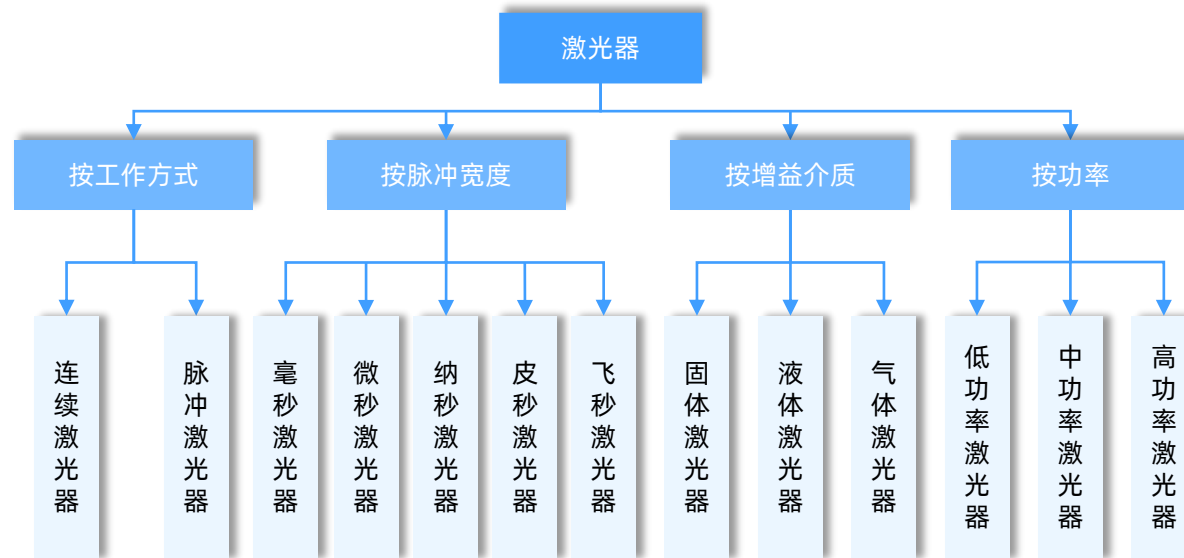 激光器
按工作方式
按脉冲宽度
按增益介质
按功率
连续激光器
脉冲激光器
毫秒激光器
微秒激光器
纳秒激光器
皮秒激光器
飞秒激光器
固体激光器
液体激光器
气体激光器
低功率激光器
中功率激光器
高功率激光器